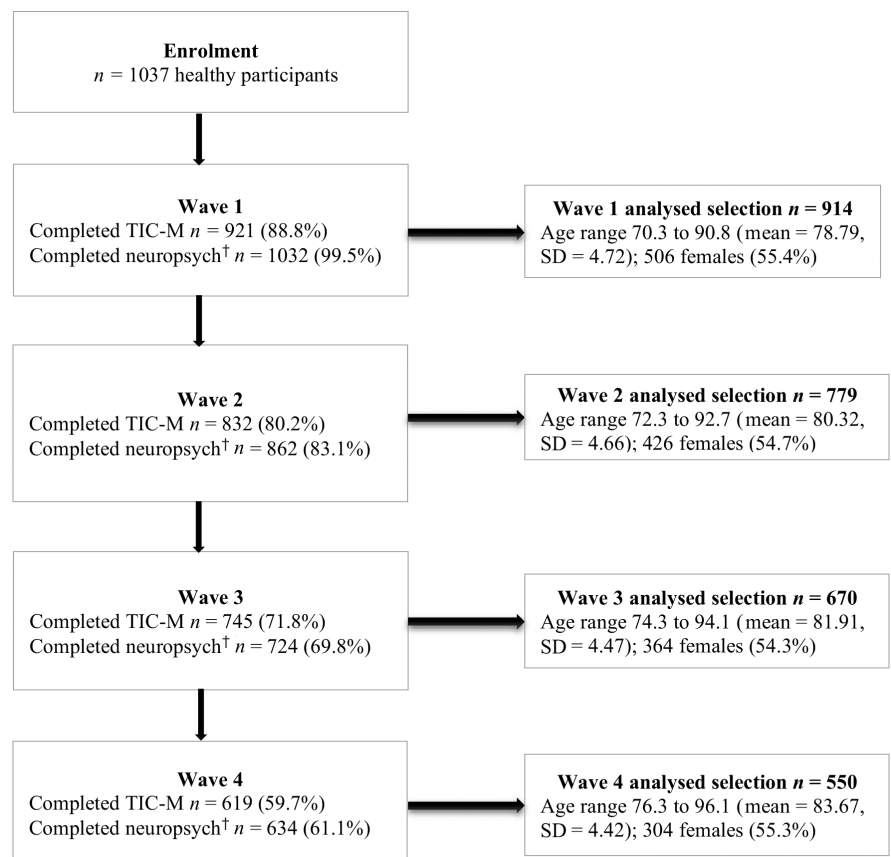 Enrolment
n = 1037 healthy participants
Wave 1
Completed TIC-M n = 921 (88.8%)
Completed neuropsych† n = 1032 (99.5%)
Wave 1 analysed selection n = 914
Age range 70.3 to 90.8 (mean = 78.79,
SD = 4.72); 506 females (55.4%)
Wave 2
Completed TIC-M n = 832 (80.2%)
Completed neuropsych† n = 862 (83.1%)
Wave 2 analysed selection n = 779
Age range 72.3 to 92.7 (mean = 80.32,
SD = 4.66); 426 females (54.7%)
Wave 3
Completed TIC-M n = 745 (71.8%)
Completed neuropsych† n = 724 (69.8%)
Wave 3 analysed selection n = 670
Age range 74.3 to 94.1 (mean = 81.91,
SD = 4.47); 364 females (54.3%)
Wave 4
Completed TIC-M n = 619 (59.7%)
Completed neuropsych† n = 634 (61.1%)
Wave 4 analysed selection n = 550
Age range 76.3 to 96.1 (mean = 83.67,
SD = 4.42); 304 females (55.3%)